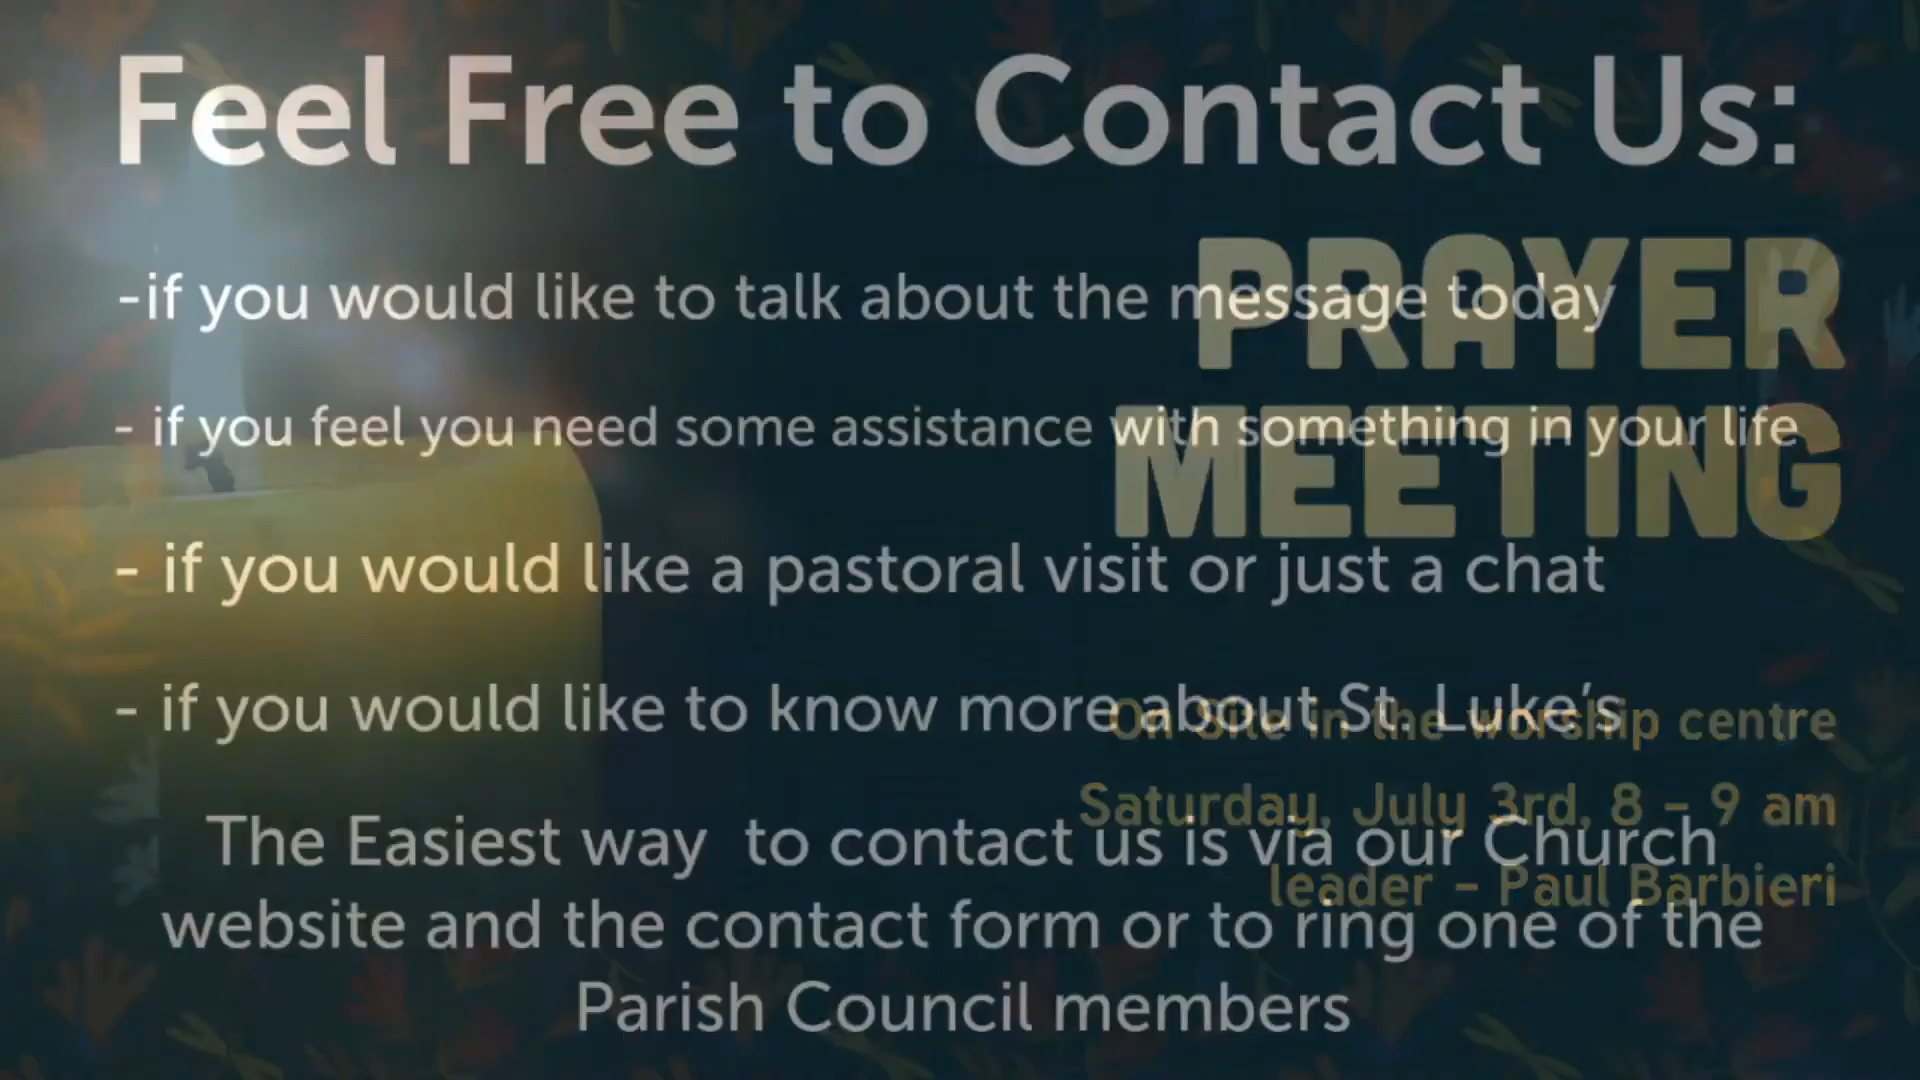 Feel Free to Contact Us:
-if you would like to talk about the message today
- if you feel you need some assistance with something in your life
- if you would like a pastoral visit or just a chat
- if you would like to know more about St. Luke's
The Easiest way to contact us is via our Church
website and the contact form or to ring one of the
Parish Council members
PRAYER
MEETING
On Site in the worship centre
Saturday, July 3rd, 8 - 9 am
leader - Paul Barbieri